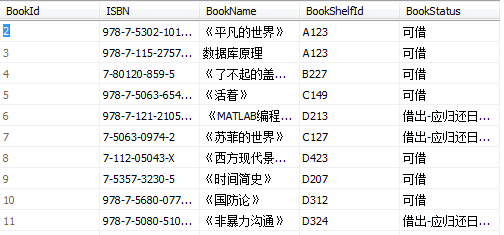 BookId ISBN BookName BookShelfId BookStatus
2 978-7-5302-101... 《平凡的世界》 A123 可借
3 978-7-115-2757... 数据库原理 A123 可借
4 7-80120-859-5 《了不起的盖... B227 可借
5 978-7-5063-654... 《活着》 C149 可借
6 978-7-121-2105... 《MATLAB编程... D213 借出-应归还日...
7 7-5063-0974-2 《苏菲的世界》 C127 借出-应归还日...
8 7-112-05043-X 《西方现代景... D423 可借
9 7-5357-3230-5 《时间简史》 D207 可借
10 978-7-5680-077... 《国防论》 D312 可借
11 978-7-5080-510... 《非暴力沟通》 D324 借出-应归还日...